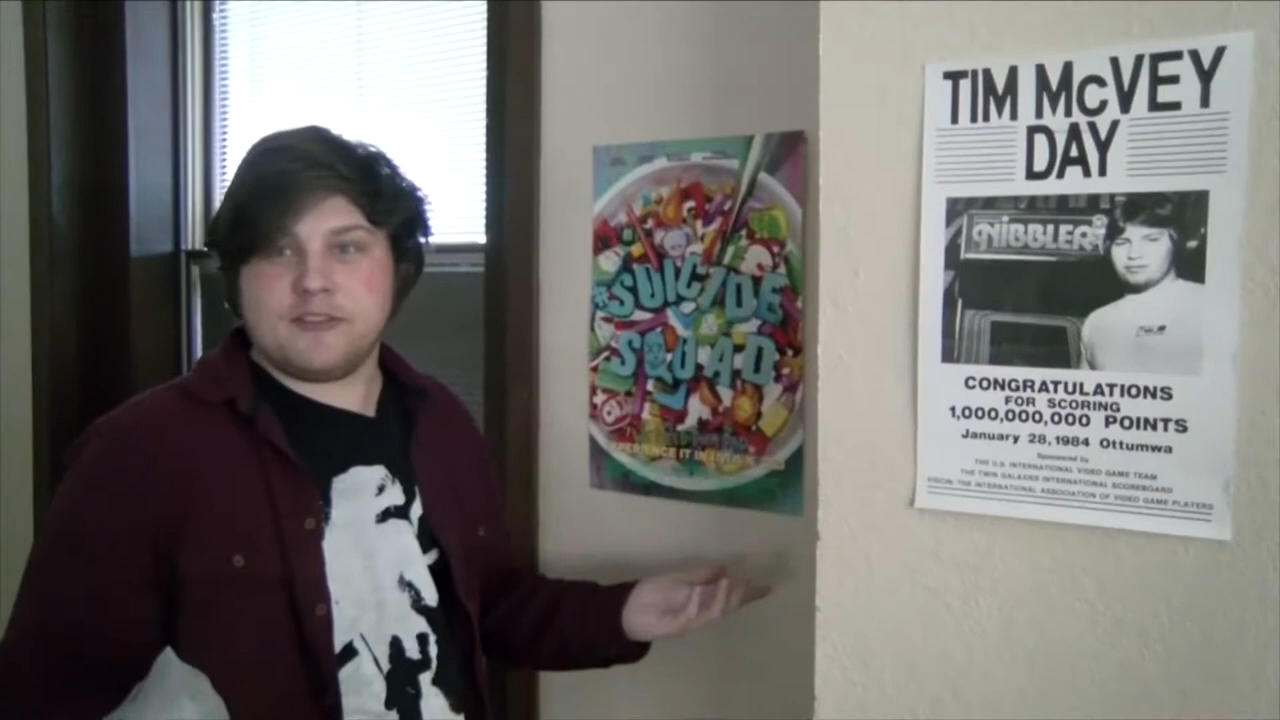 #SUICIDE
SQUAD
TIM McVEY
DAY
NIBBLER
CONGRATULATIONS
FOR SCORING
1,000,000,000 POINTS
January 28, 1984 Ottumwa
Sponsored by
THE U.S. INTERNATIONAL VIDEO GAME TEAM
THE TWIN GALAXIES INTERNATIONAL SCOREBOARD
THE INTERNATIONAL ASSOCIATION OF VIDEO GAME PLAYERS